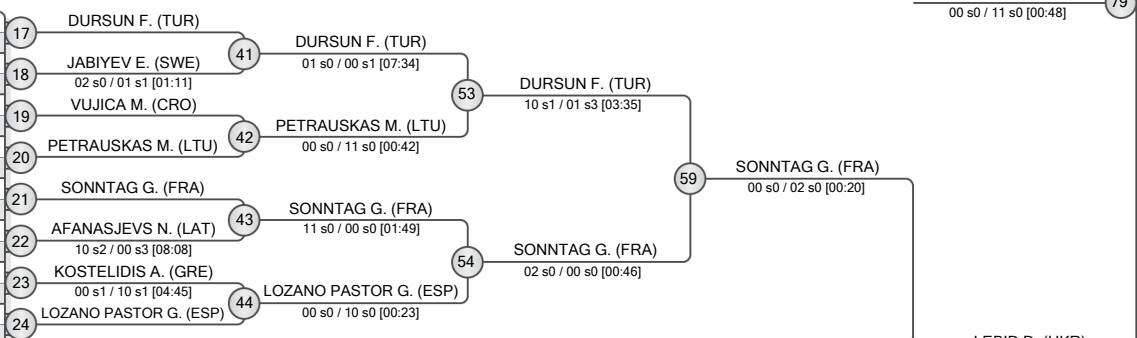 79
00 s0 / 11 s0 [00:48]
17
DURSUN F. (TUR)
41
DURSUN F. (TUR)
01 s0 / 00 s1 [07:34]
18
JABIYEV E. (SWE)
02 s0 / 01 s1 [01:11]
53
DURSUN F. (TUR)
10 s1 / 01 s3 [03:35]
19
VUJICA M. (CRO)
42
PETRAUSKAS M. (LTU)
00 s0 / 11 s0 [00:42]
20
PETRAUSKAS M. (LTU)
59
SONNTAG G. (FRA)
00 s0 / 02 s0 [00:20]
21
SONNTAG G. (FRA)
43
SONNTAG G. (FRA)
11 s0 / 00 s0 [01:49]
22
AFANASJEVS N. (LAT)
10 s2 / 00 s3 [08:08]
54
SONNTAG G. (FRA)
02 s0 / 00 s0 [00:46]
23
KOSTELIDIS A. (GRE)
00 s1 / 10 s1 [04:45]
44
LOZANO PASTOR G. (ESP)
00 s0 / 10 s0 [00:23]
24
LOZANO PASTOR G. (ESP)